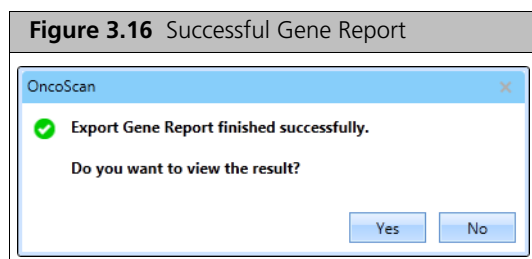 Figure 3.16 Successful Gene Report
OncoScan
Export Gene Report finished successfully.
Do you want to view the result?
Yes No